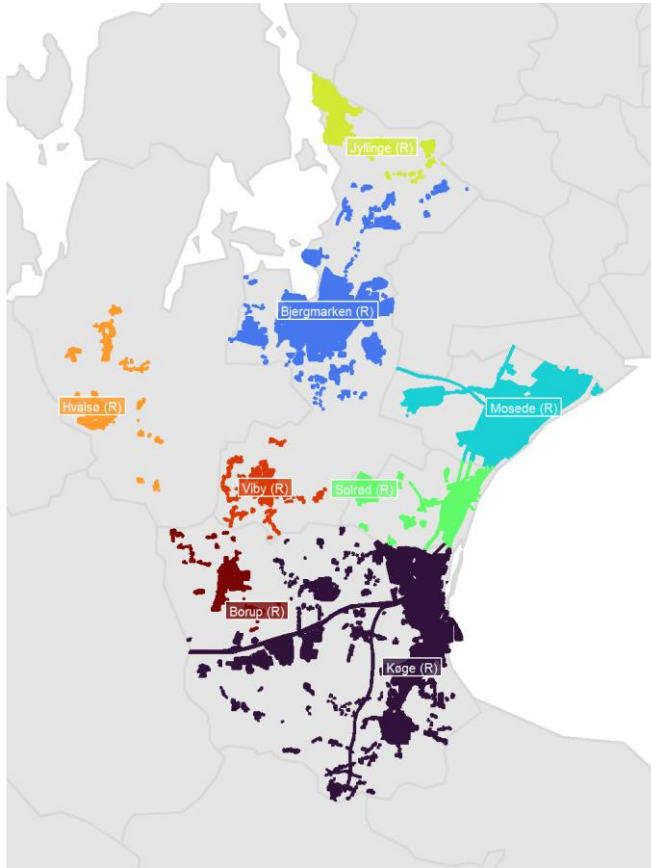 Jyllinge (R)
Bjergmarken (R)
Hvalsø (R)
Mosede (R)
Viby (R)
Solrød (R)
Borup (R)
Køge (R)